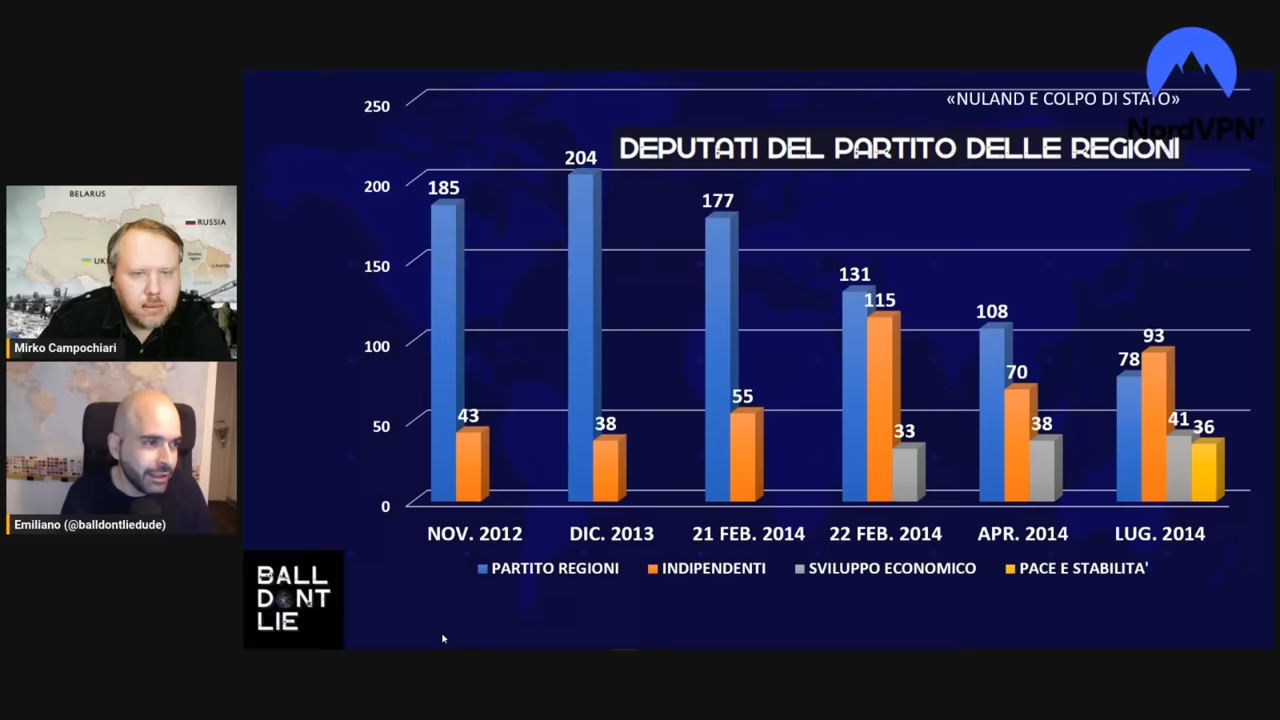 «NULAND E COLPO DI STATO»
NordVPN
DEPUTATI DEL PARTITO DELLE REGIONI
250
200
150
100
50
0
185
43
204
38
177
55
131
115
33
108
70
38
78
93
41
36
NOV. 2012
DIC. 2013
21 FEB. 2014
22 FEB. 2014
APR. 2014
LUG. 2014
PARTITO REGIONI
INDIPENDENTI
SVILUPPO ECONOMICO
PACE E STABILITA'
BELARUS
RUSSIA
Mirko Campochiari
Emiliano (@balldontliedude)
BALL
DONT
LIE